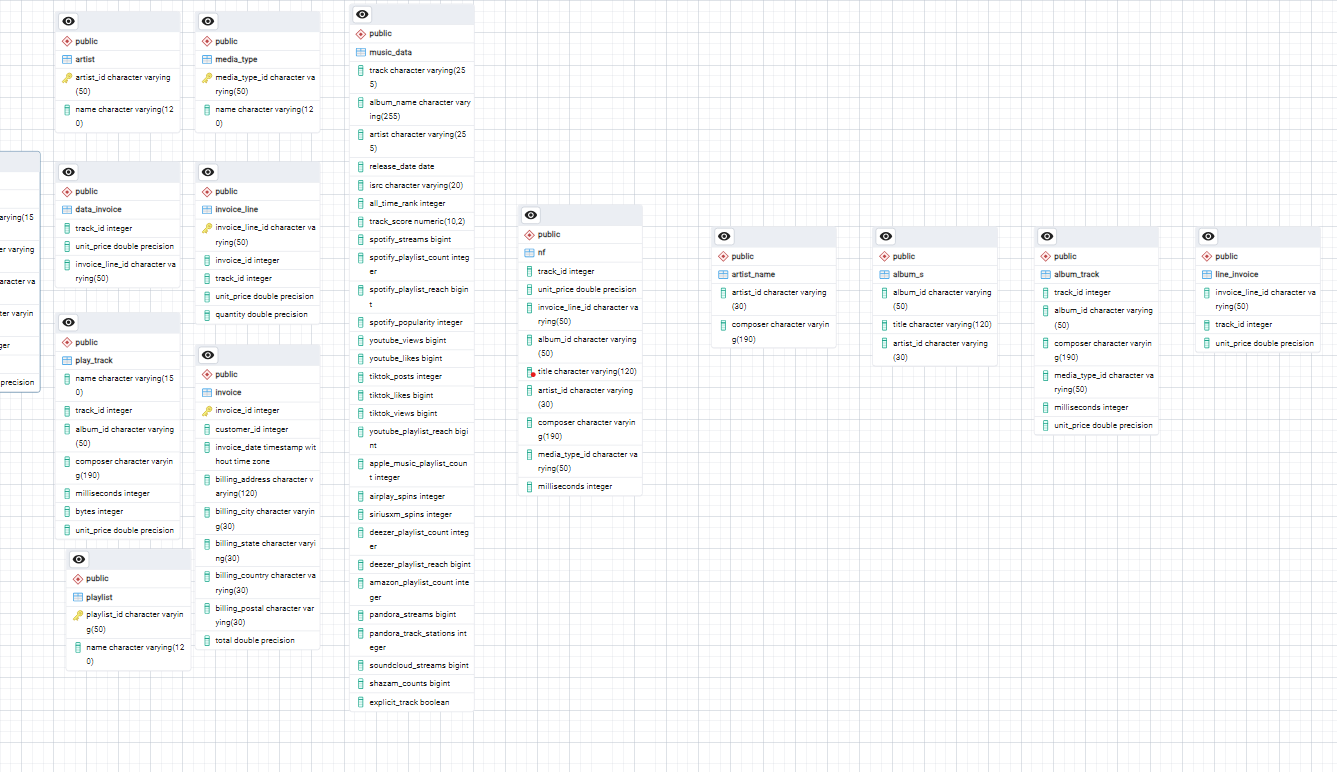 public
artist
artist_id character varying
(50)
name character varying(12
0)
public
media_type
media_type_id character va
rying(50)
name character varying(12
0)
public
music_data
track character varying(25
5)
album_name character vary
ing(255)
artist character varying(25
5)
release_date date
isrc character varying(20)
all_time_rank integer
track_score numeric(10,2)
spotify_streams bigint
spotify_playlist_count integ
er
spotify_playlist_reach bigin
t
spotify_popularity integer
youtube_views bigint
youtube_likes bigint
tiktok_posts integer
tiktok_likes bigint
tiktok_views bigint
youtube_playlist_reach bigi
nt
apple_music_playlist_coun
t integer
airplay_spins integer
siriusxm_spins integer
deezer_playlist_count integ
er
deezer_playlist_reach bigint
amazon_playlist_count inte
ger
pandora_streams bigint
pandora_track_stations int
eger
soundcloud_streams bigint
shazam_counts bigint
explicit_track boolean
arying(15
er varying
aracter va
cter varyin
ger
precision
public
data_invoice
track_id integer
unit_price double precision
invoice_line_id character va
rying(50)
public
invoice_line
invoice_line_id character va
rying(50)
invoice_id integer
track_id integer
unit_price double precision
quantity double precision
public
play_track
name character varying(15
0)
track_id integer
album_id character varying
(50)
composer character varyin
g(190)
milliseconds integer
bytes integer
unit_price double precision
public
invoice
invoice_id integer
customer_id integer
invoice_date timestamp wit
hout time zone
billing_address character v
arying(120)
billing_city character varyin
g(30)
billing_state character varyi
ng(30)
billing_country character va
rying(30)
billing_postal character var
ying(30)
total double precision
public
playlist
playlist_id character varyin
g(50)
name character varying(12
0)
public
nf
track_id integer
unit_price double precision
invoice_line_id character va
rying(50)
album_id character varying
(50)
title character varying(120)
artist_id character varying
(30)
composer character varyin
g(190)
media_type_id character va
rying(50)
milliseconds integer
public
artist_name
artist_id character varying
(30)
composer character varyin
g(190)
public
album_s
album_id character varying
(50)
title character varying(120)
artist_id character varying
(30)
public
album_track
track_id integer
album_id character varying
(50)
composer character varyin
g(190)
media_type_id character va
rying(50)
milliseconds integer
unit_price double precision
public
line_invoice
invoice_line_id character va
rying(50)
track_id integer
unit_price double precision